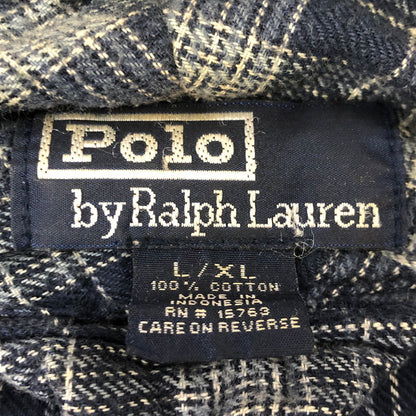 Polo
by Ralph Lauren
L/XL
100% COTTON
MADE IN
INDONESIA
RN# 15763
CARE ON REVERSE